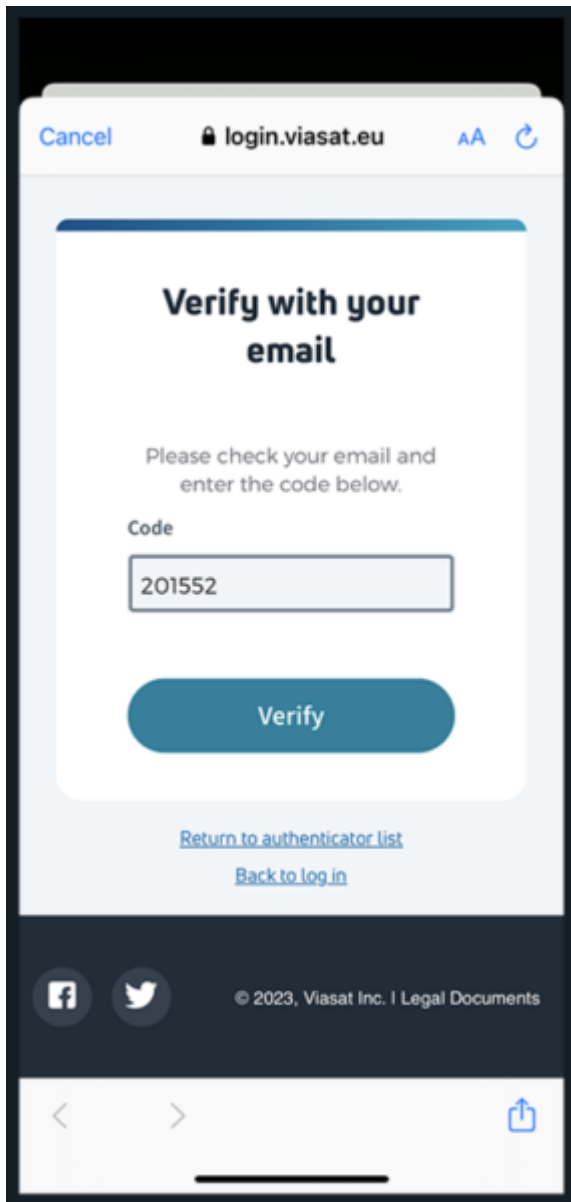 Cancel
login.viasat.eu
AA
Verify with your
email
Please check your email and
enter the code below.
Code
201552
Verify
Return to authenticator list
Back to log in
© 2023, Viasat Inc. I Legal Documents